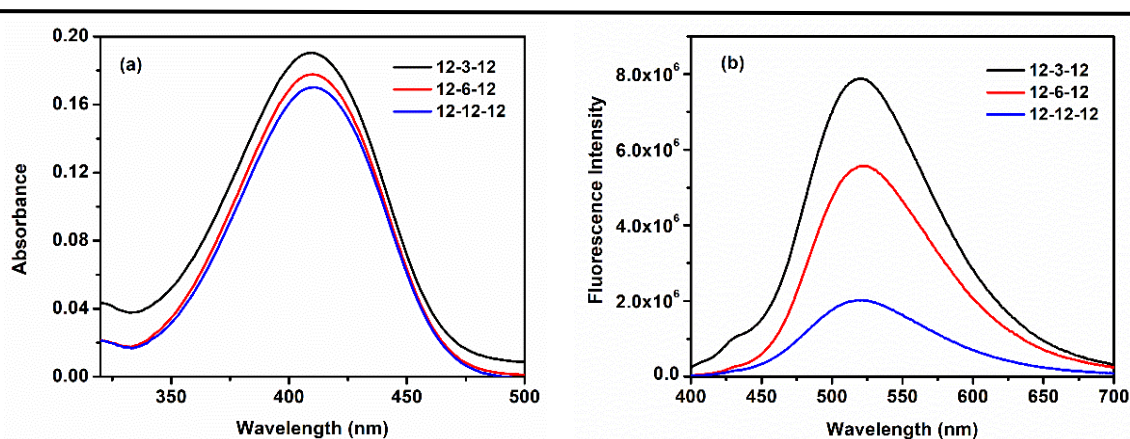 (a)
12-3-12
12-6-12
12-12-12
0.20
0.16
0.12
0.08
0.04
0.00
Absorbance
350
400
450
500
Wavelength (nm)
(b)
12-3-12
12-6-12
12-12-12
8.0x10⁶
6.0x10⁶
4.0x10⁶
2.0x10⁶
0.0
Fluorescence Intensity
400
450
500
550
600
650
700
Wavelength (nm)